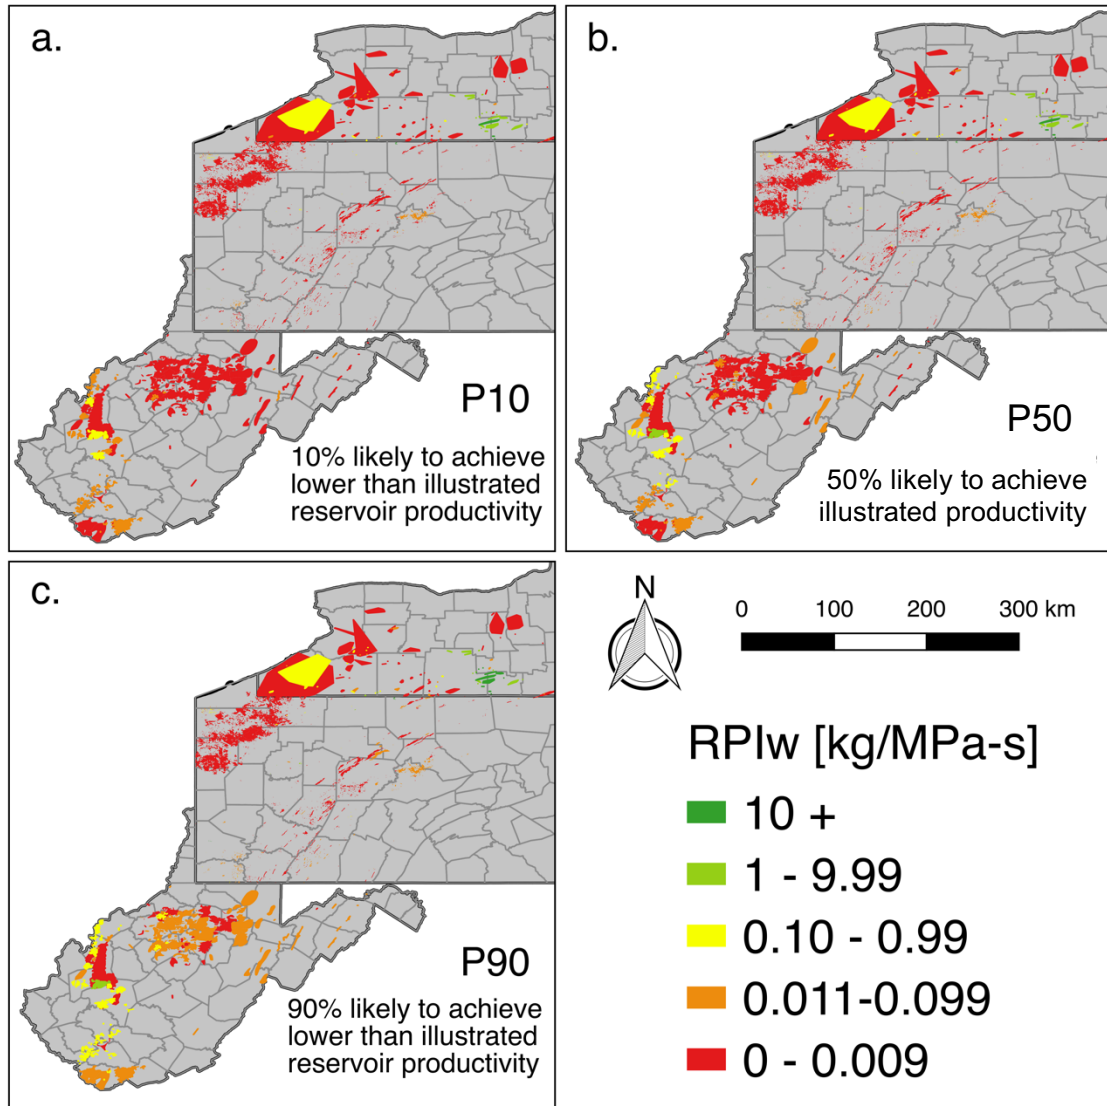 a.
P10
10% likely to achieve
lower than illustrated
reservoir productivity
b.
P50
50% likely to achieve
illustrated productivity
c.
P90
90% likely to achieve
lower than illustrated
reservoir productivity
N
0 100 200 300 km
RPIw [kg/MPa-s]
10 +
1 - 9.99
0.10 - 0.99
0.011-0.099
0 - 0.009